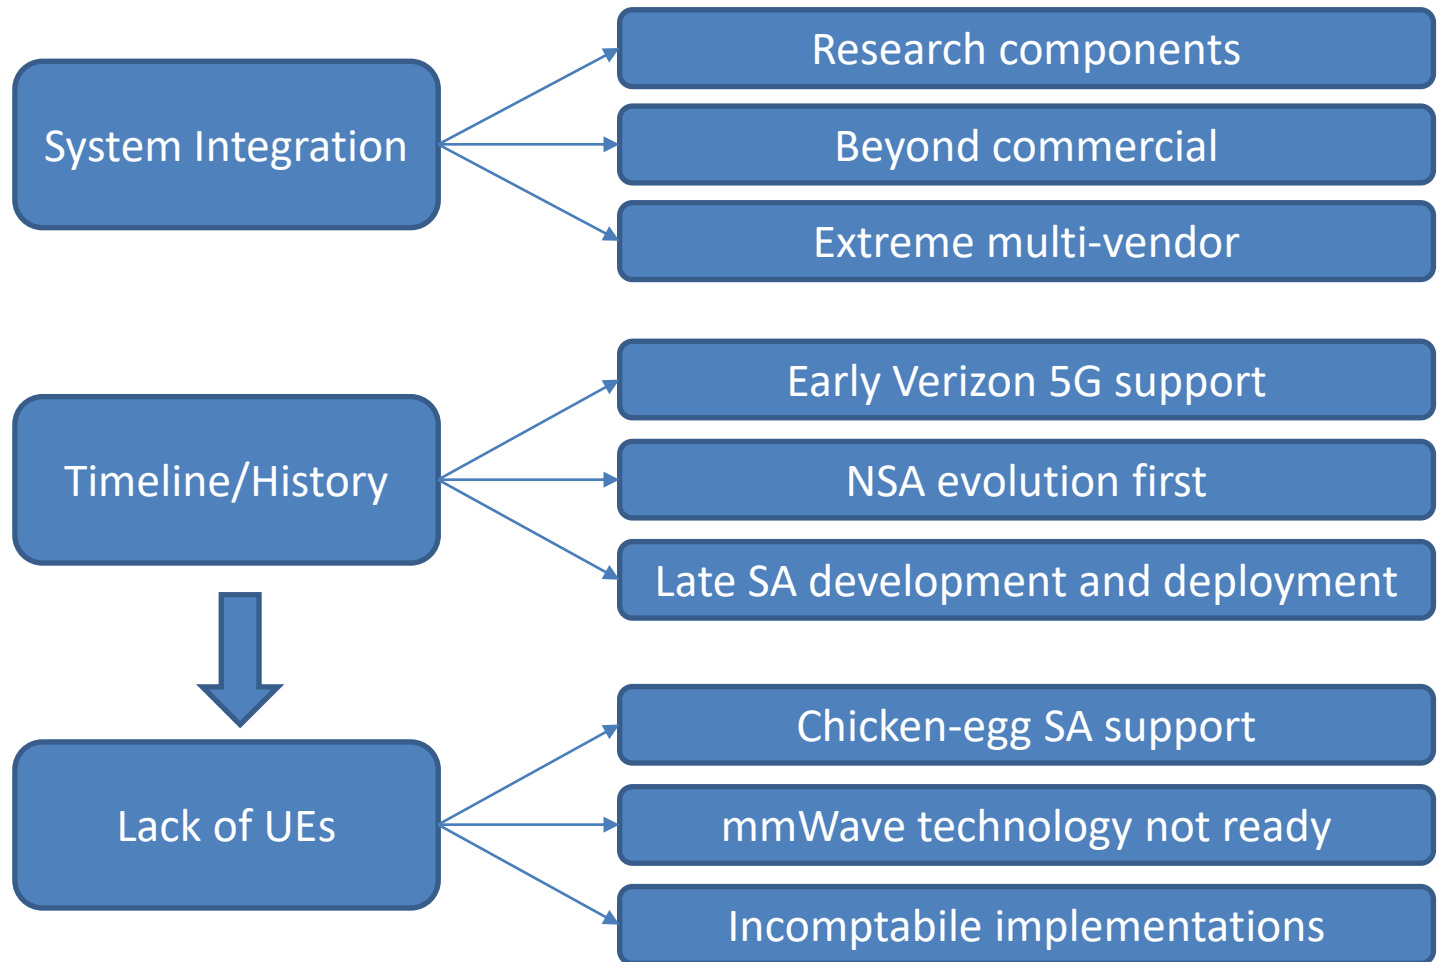 System Integration
Research components
Beyond commercial
Extreme multi-vendor
Timeline/History
Early Verizon 5G support
NSA evolution first
Late SA development and deployment
Lack of UEs
Chicken-egg SA support
mmWave technology not ready
Incomptabile implementations